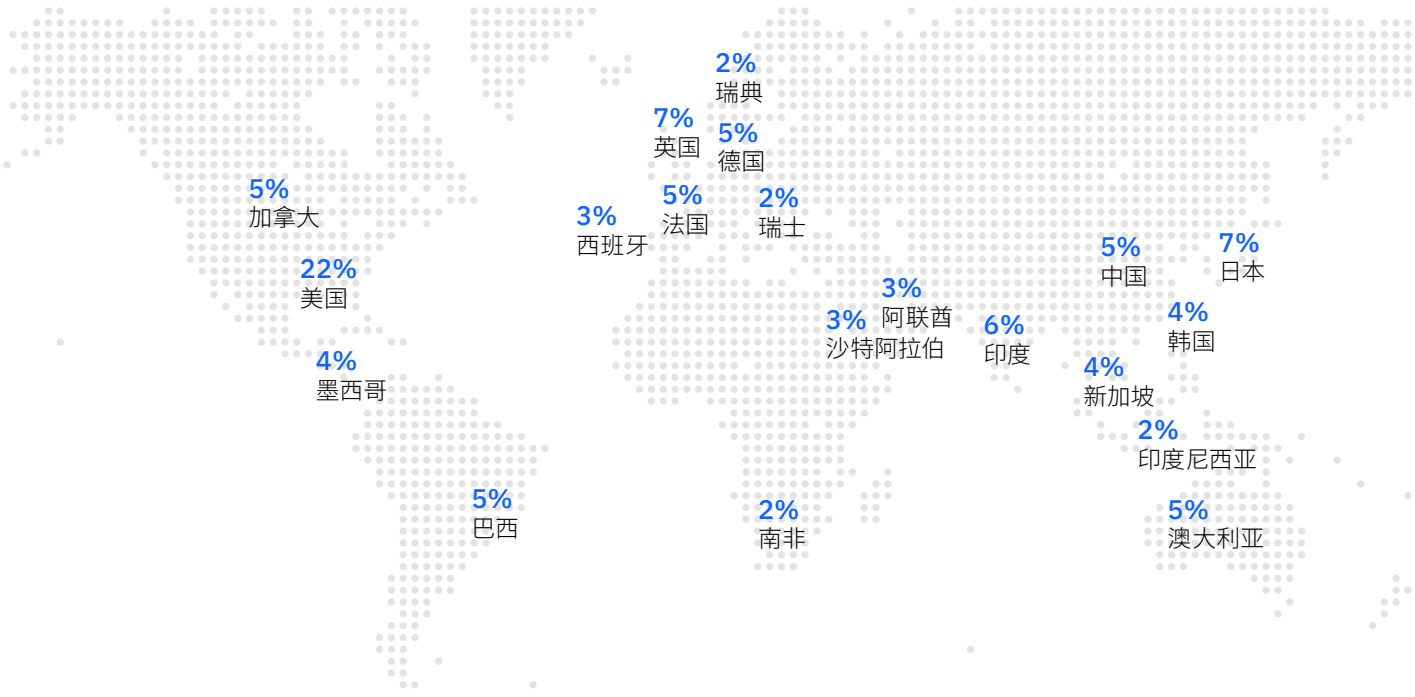 2%
瑞典
7%
英国
5%
德国
5%
加拿大
3%
西班牙
5%
法国
2%
瑞士
22%
美国
5%
中国
7%
日本
3%
阿联酋
3%
沙特阿拉伯
6%
印度
4%
韩国
4%
墨西哥
4%
新加坡
2%
印度尼西亚
5%
巴西
2%
南非
5%
澳大利亚